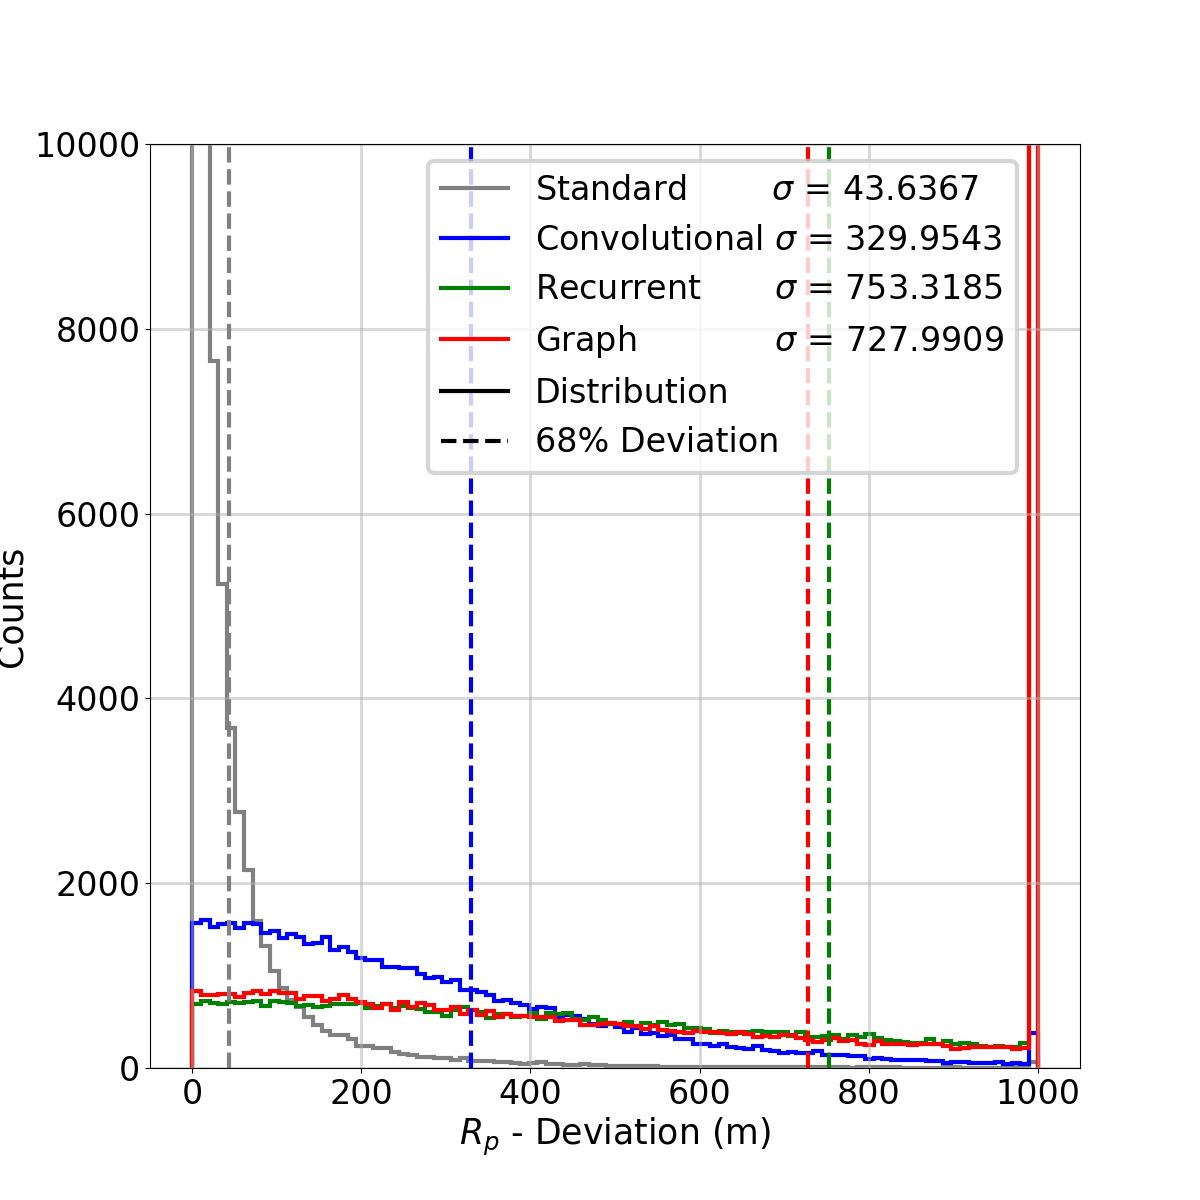 10000
8000
6000
4000
2000
0
Counts
Standard σ = 43.6367
Convolutional σ = 329.9543
Recurrent σ = 753.3185
Graph σ = 727.9909
Distribution
68% Deviation
0 200 400 600 800 1000
R_p - Deviation (m)